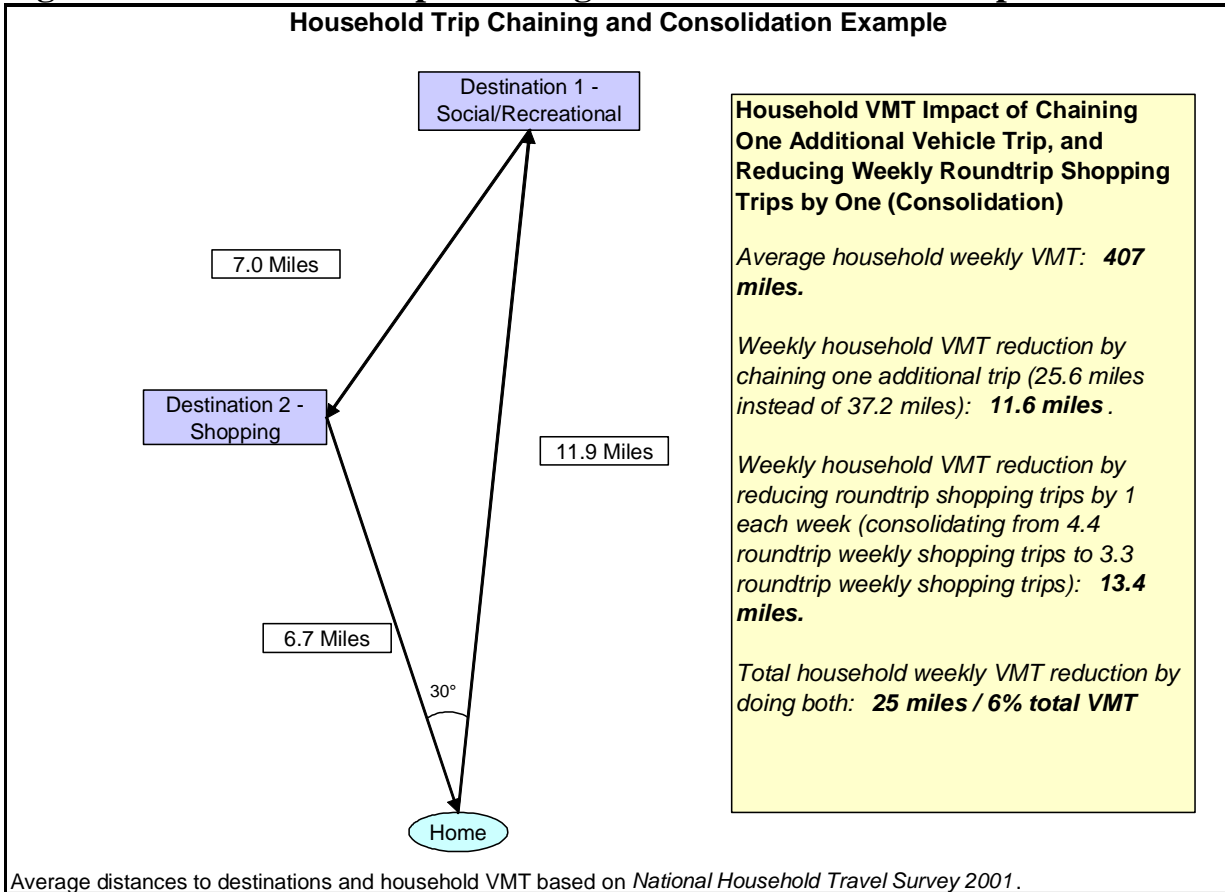 Household Trip Chaining and Consolidation Example
Destination 1 -
Social/Recreational
7.0 Miles
Destination 2 -
Shopping
11.9 Miles
6.7 Miles
30°
Home
Household VMT Impact of Chaining
One Additional Vehicle Trip, and
Reducing Weekly Roundtrip Shopping
Trips by One (Consolidation)
Average household weekly VMT: 407
miles.
Weekly household VMT reduction by
chaining one additional trip (25.6 miles
instead of 37.2 miles): 11.6 miles .
Weekly household VMT reduction by
reducing roundtrip shopping trips by 1
each week (consolidating from 4.4
roundtrip weekly shopping trips to 3.3
roundtrip weekly shopping trips): 13.4
miles.
Total household weekly VMT reduction by
doing both: 25 miles / 6% total VMT
Average distances to destinations and household VMT based on National Household Travel Survey 2001.